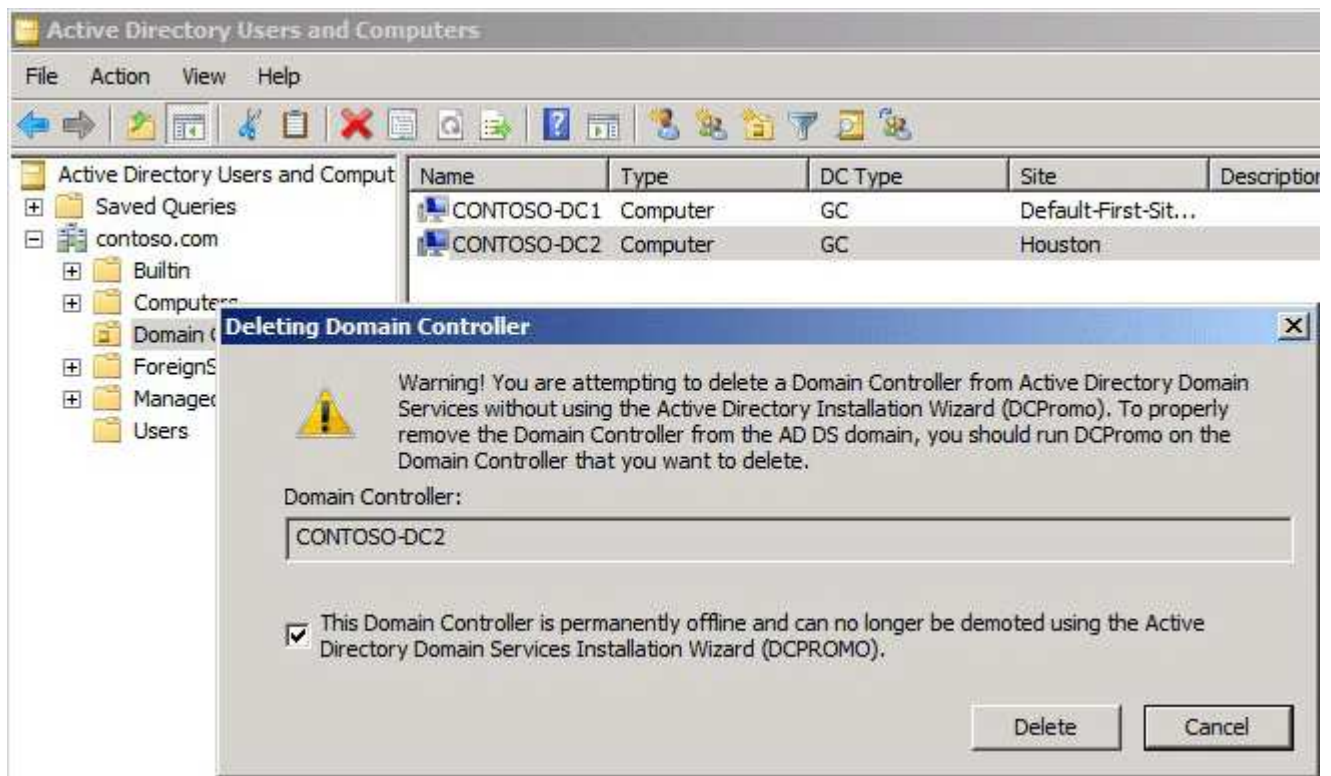 Active Directory Users and Computers
File Action View Help
Active Directory Users and Comput
Name Type DC Type Site Description
Saved Queries
CONTOSO-DC1 Computer GC Default-First-Sit...
contoso.com
CONTOSO-DC2 Computer GC Houston
Builtin
Computers
Domain C
ForeignS
Managed
Users
Deleting Domain Controller
Warning! You are attempting to delete a Domain Controller from Active Directory Domain
Services without using the Active Directory Installation Wizard (DCPromo). To properly
remove the Domain Controller from the AD DS domain, you should run DCPromo on the
Domain Controller that you want to delete.
Domain Controller:
CONTOSO-DC2
This Domain Controller is permanently offline and can no longer be demoted using the Active
Directory Domain Services Installation Wizard (DCPROMO).
Delete Cancel